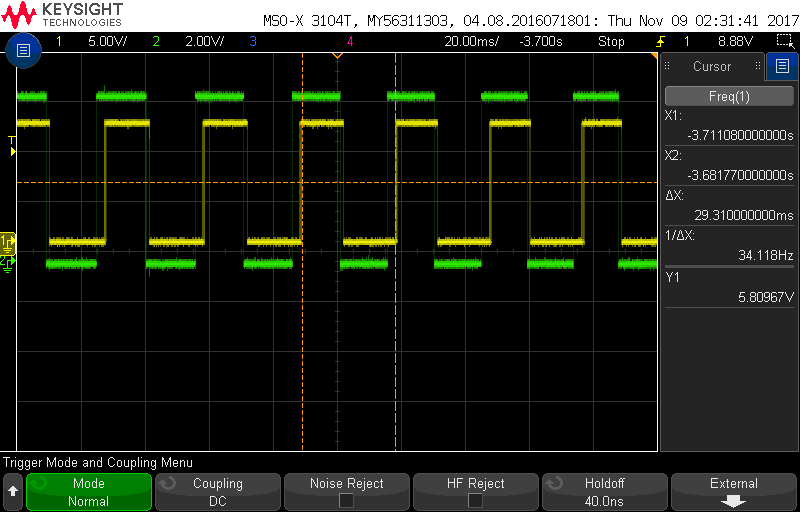 KEYSIGHT
TECHNOLOGIES
MSO-X 3104T, MY56311303, 04.08.2016071801: Thu Nov 09 02:31:41 2017
1 5.00V/ 2 2.00V/ 3 4 20.00ms/ -3.700s Stop 1 8.88V
T
Cursor
Freq(1)
X1:
-3.711080000000s
X2:
-3.681770000000s
ΔX:
29.310000000ms
1/ΔX:
34.118Hz
Y1
5.80967V
1
2
Trigger Mode and Coupling Menu
Mode
Normal
Coupling
DC
Noise Reject
HF Reject
Holdoff
40.0ns
External